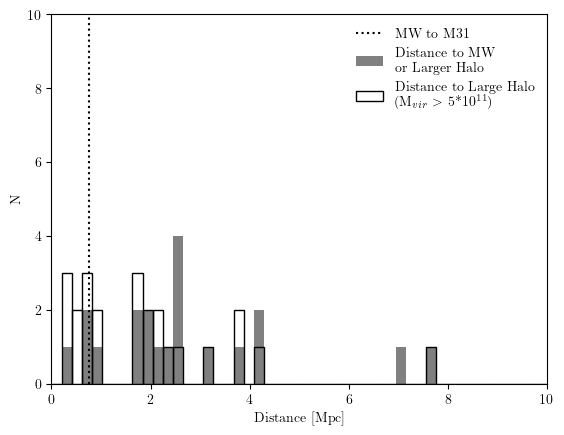 10
8
6
4
2
0
N
0 2 4 6 8 10
Distance [Mpc]
MW to M31
Distance to MW
or Larger Halo
Distance to Large Halo
(M_{vir} > 5*10^{11})